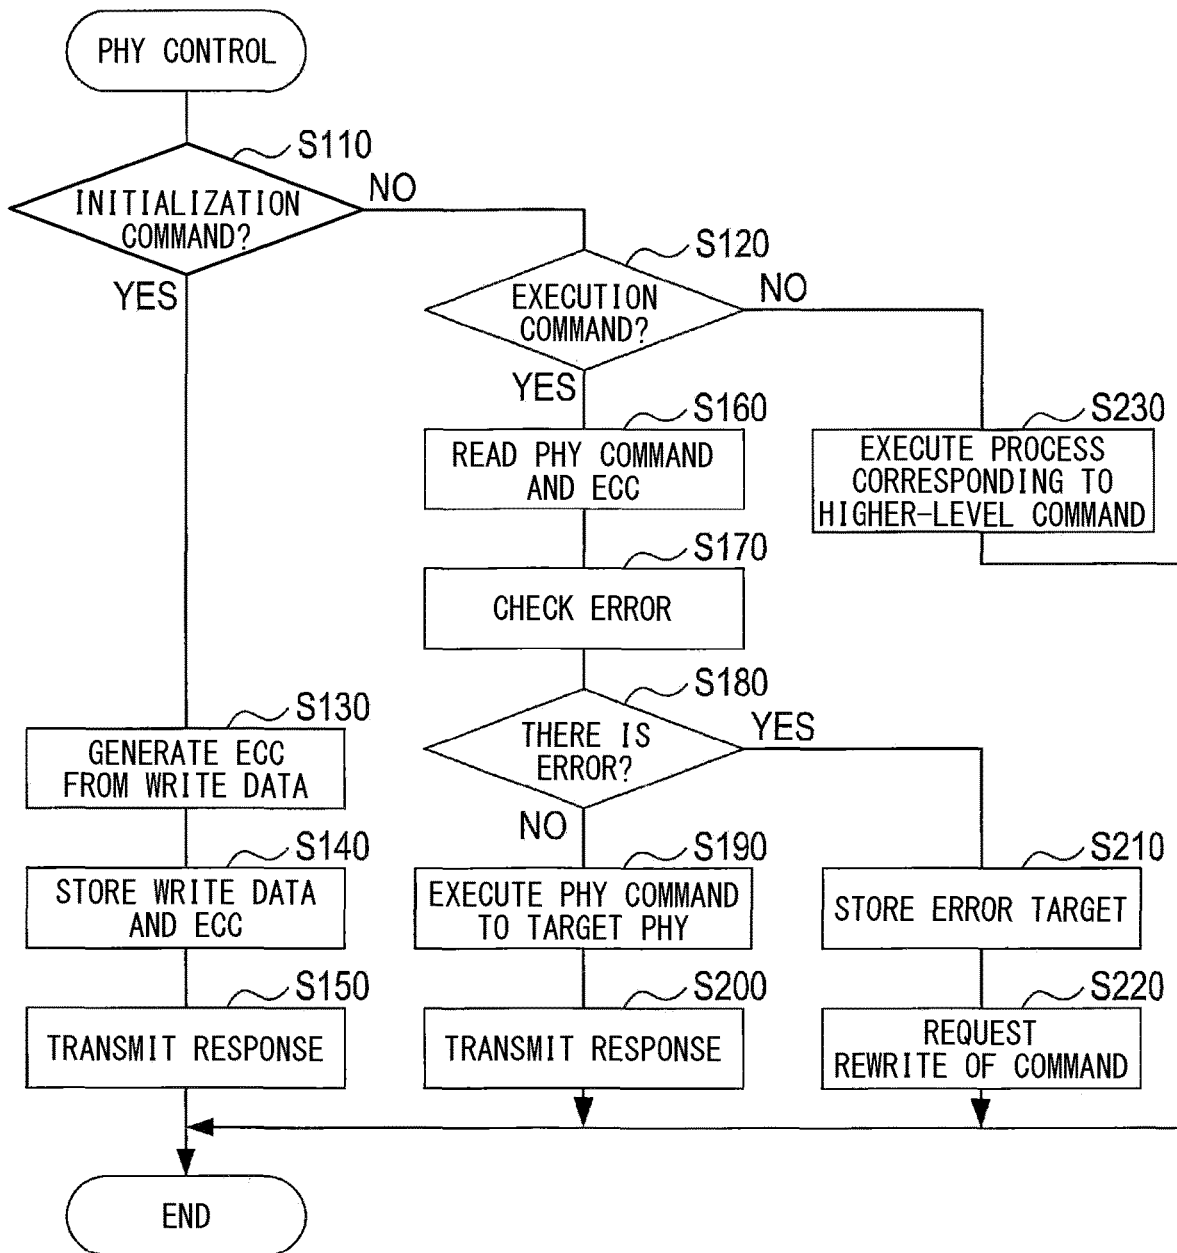 PHY CONTROL
S110
INITIALIZATION
COMMAND?
NO
YES
S120
EXECUTION
COMMAND?
NO
YES
S160
READ PHY COMMAND
AND ECC
S230
EXECUTE PROCESS
CORRESPONDING TO
HIGHER-LEVEL COMMAND
S170
CHECK ERROR
S180
THERE IS
ERROR?
YES
NO
S130
GENERATE ECC
FROM WRITE DATA
S140
STORE WRITE DATA
AND ECC
S190
EXECUTE PHY COMMAND
TO TARGET PHY
S210
STORE ERROR TARGET
S150
TRANSMIT RESPONSE
S200
TRANSMIT RESPONSE
S220
REQUEST
REWRITE OF COMMAND
END